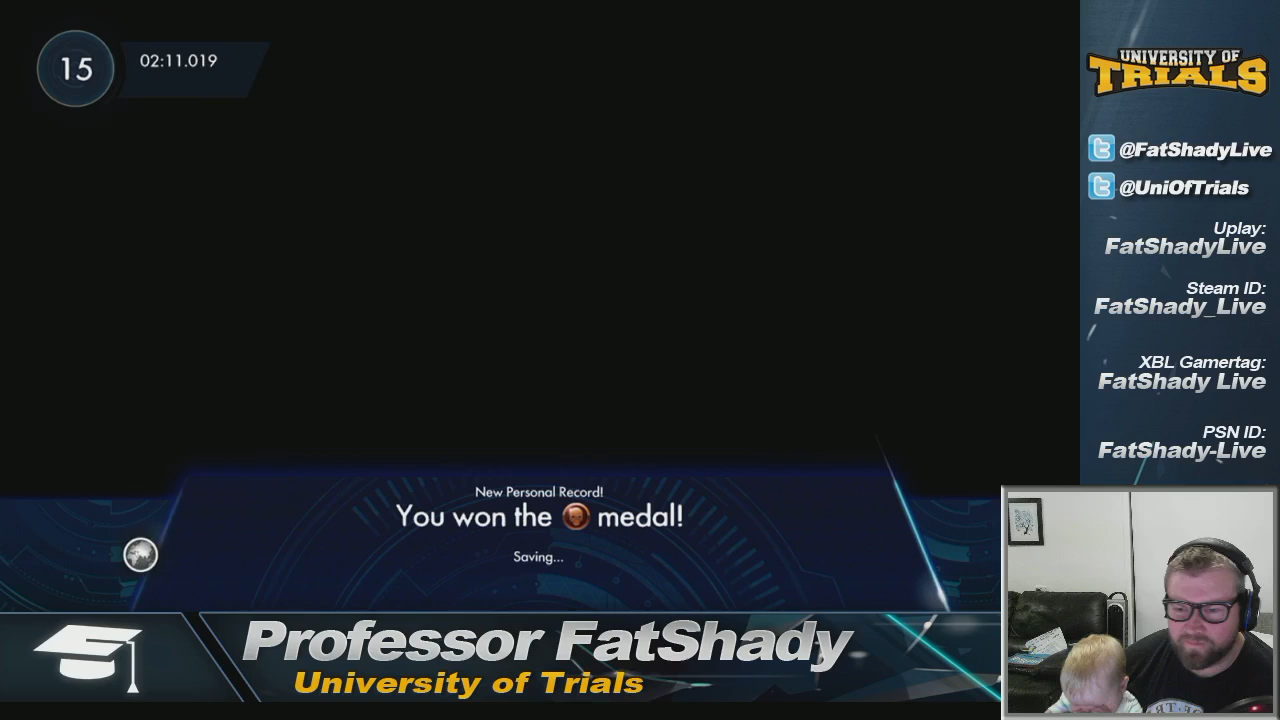 15
02:11.019
New Personal Record!
You won the medal!
Saving...
Professor FatShady
University of Trials
UNIVERSITY OF
TRIALS
@FatShadyLive
@UniOfTrials
Uplay:
FatShadyLive
Steam ID:
FatShady_Live
XBL Gamertag:
FatShady Live
PSN ID:
FatShady-Live